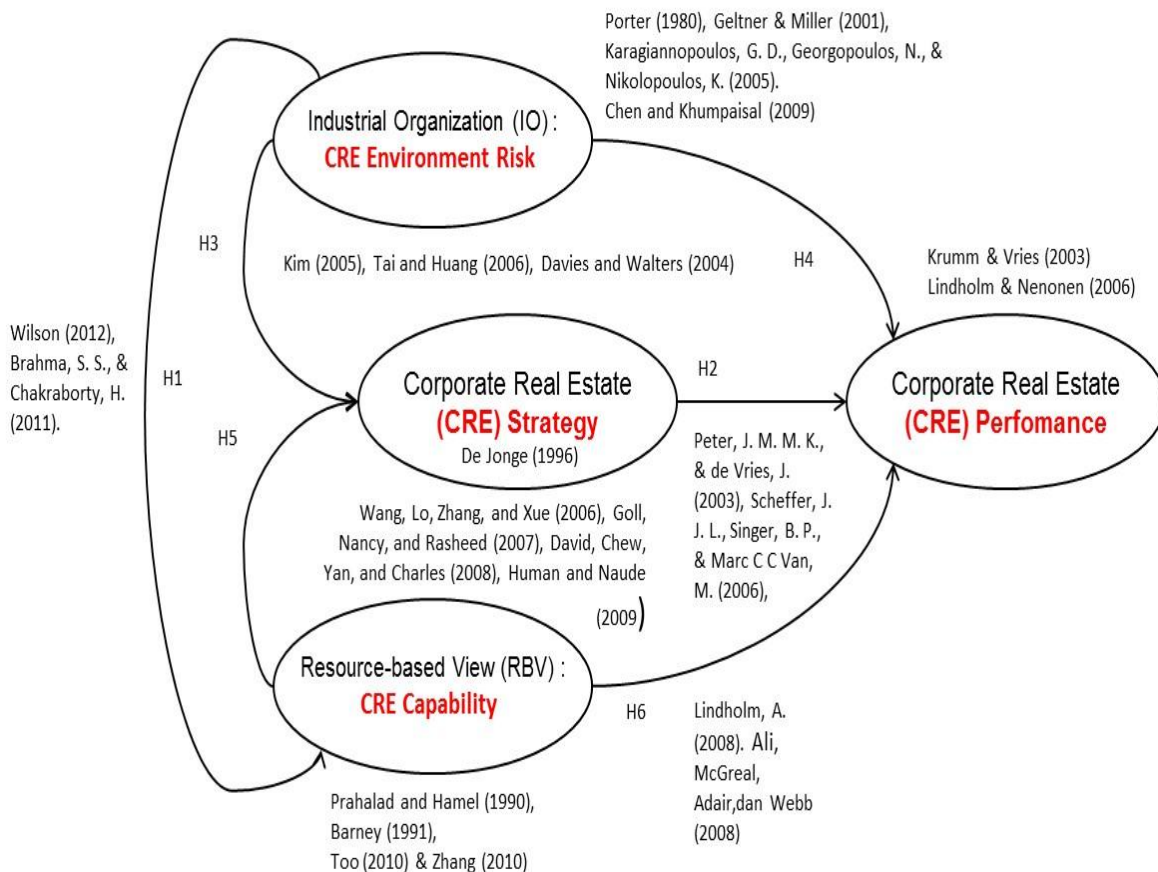 Porter (1980), Geltner & Miller (2001),
Karagiannopoulos, G. D., Georgopoulos, N., &
Nikolopoulos, K. (2005).
Chen and Khumpaisal (2009)
Industrial Organization (IO) :
CRE Environment Risk
H3
Kim (2005), Tai and Huang (2006), Davies and Walters (2004)
H4
Krumm & Vries (2003)
Lindholm & Nenonen (2006)
Wilson (2012),
Brahma, S. S., &
Chakraborty, H.
(2011).
H1
H5
Corporate Real Estate
(CRE) Strategy
De Jonge (1996)
H2
Corporate Real Estate
(CRE) Perfomance
Peter, J. M. M. K.,
& de Vries, J.
(2003), Scheffer, J.
J. L., Singer, B. P.,
& Marc C C Van,
M. (2006),
Wang, Lo, Zhang, and Xue (2006), Goll,
Nancy, and Rasheed (2007), David, Chew,
Yan, and Charles (2008), Human and Naude
(2009)
Resource-based View (RBV) :
CRE Capability
H6
Lindholm, A.
(2008). Ali,
McGreal,
Adair,dan Webb
(2008)
Prahalad and Hamel (1990),
Barney (1991),
Too (2010) & Zhang (2010)